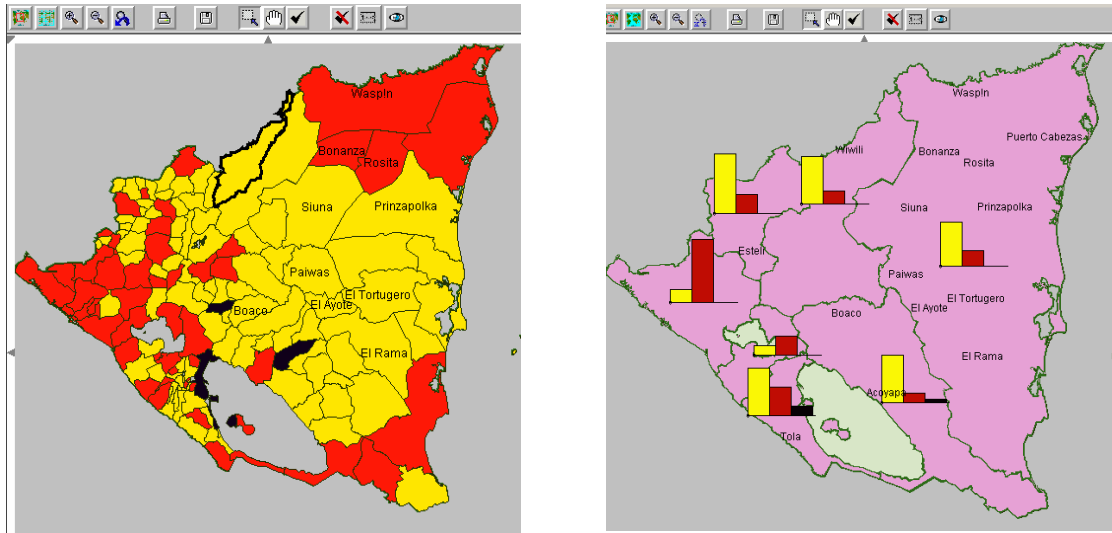 Waspln
Bonanza
Rosita
Siuna
Prinzapolka
Paiwas
El Tortugero
El Ayote
Boaco
El Rama
Waspln
Puerto Cabezas
Wiwili
Bonanza
Rosita
Siuna
Prinzapolka
Esteli
Paiwas
El Tortugero
El Ayote
Boaco
El Rama
Acoyapa
Tola